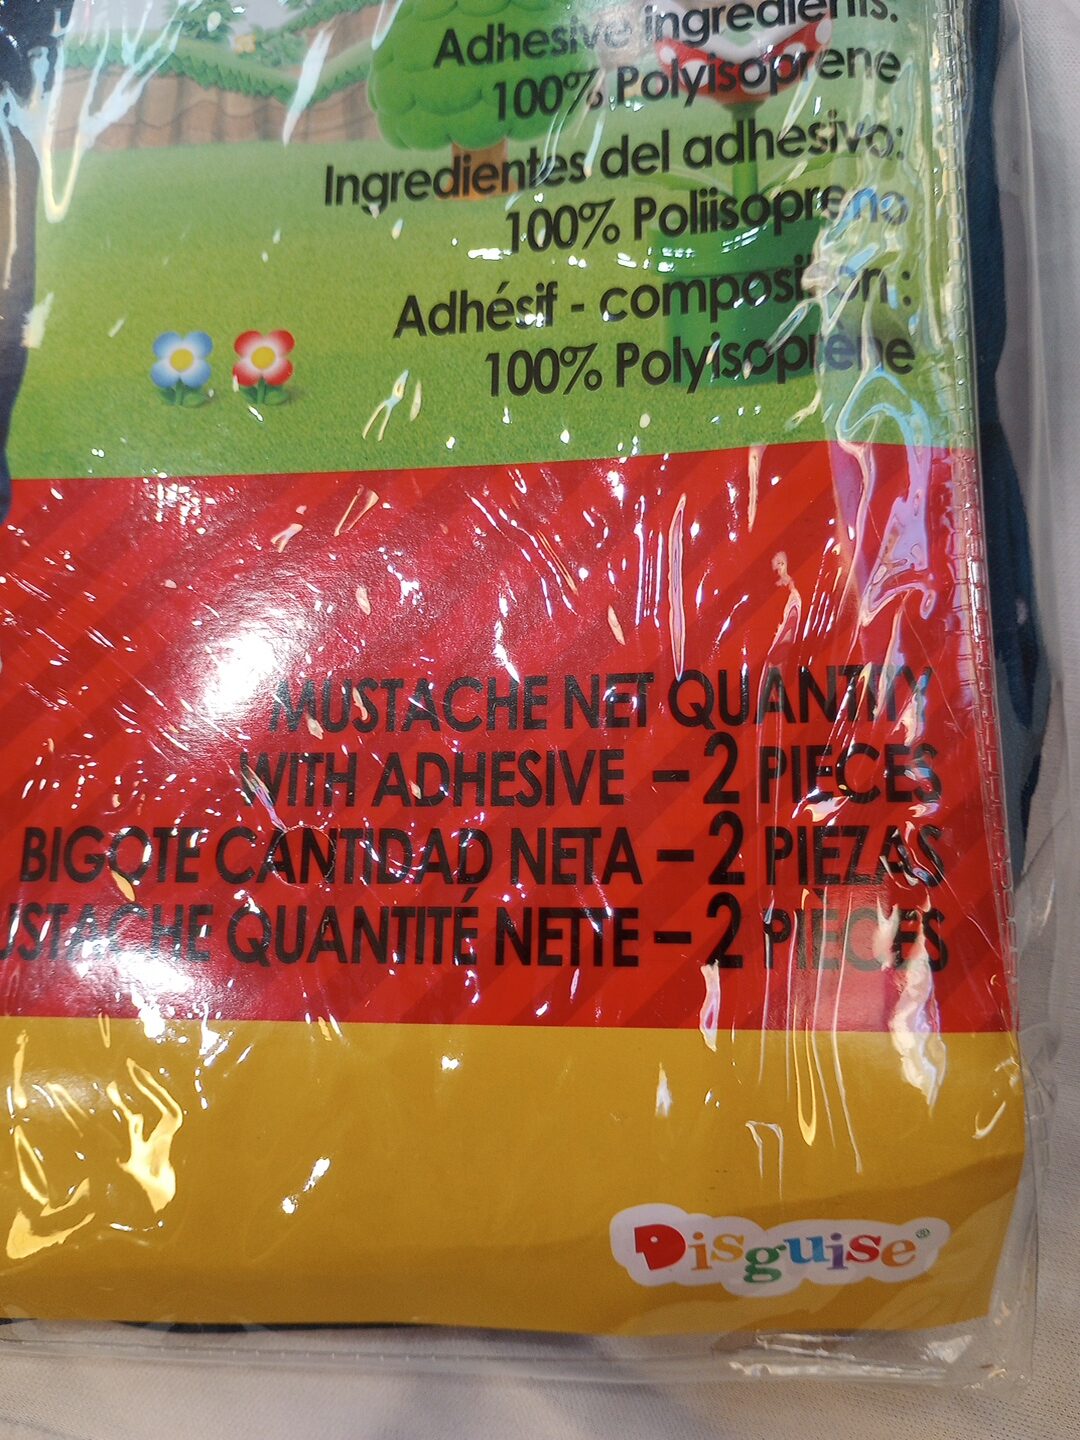 Adhesive ingredients:
100% Polyisoprene
Ingredientes del adhesivo:
100% Poliisopreno
Adhésif - composition :
100% Polyisoprène
MUSTACHE NET QUANTITY
WITH ADHESIVE – 2 PIECES
BIGOTE CANTIDAD NETA – 2 PIEZAS
USTACHE QUANTITÉ NETTE – 2 PIÈCES
Disguise®